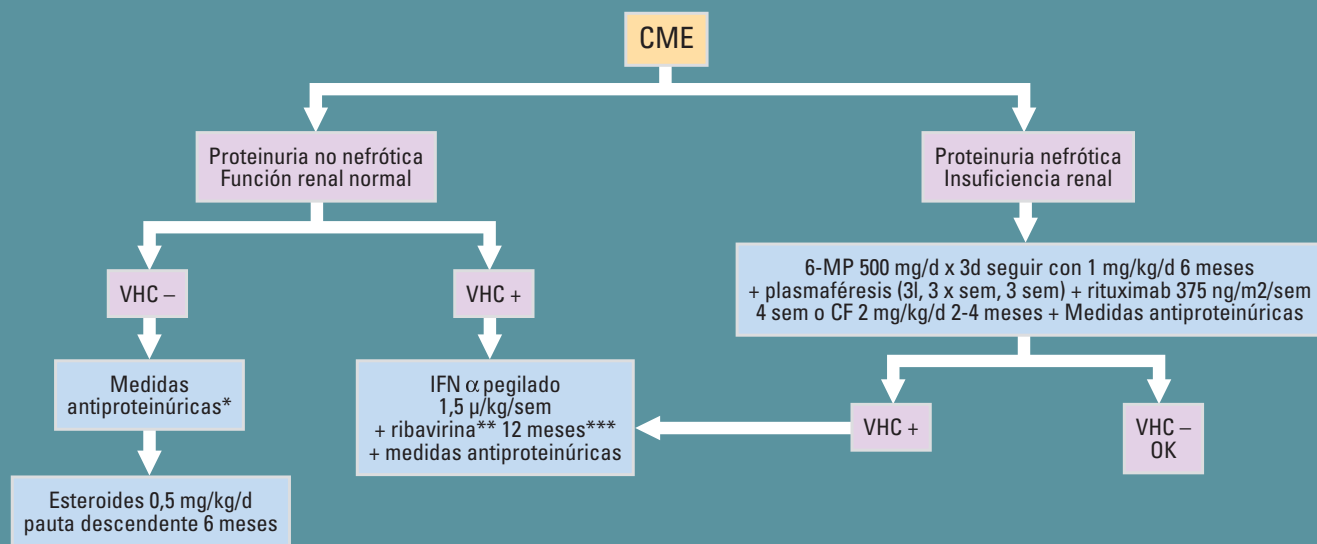 CME
Proteinuria no nefrótica
Función renal normal
Proteinuria nefrótica
Insuficiencia renal
VHC –
VHC +
6-MP 500 mg/d x 3d seguir con 1 mg/kg/d 6 meses
+ plasmaféresis (3l, 3 x sem, 3 sem) + rituximab 375 ng/m2/sem
4 sem o CF 2 mg/kg/d 2-4 meses + Medidas antiproteinúricas
Medidas
antiproteinúricas*
IFN α pegilado
1,5 µ/kg/sem
+ ribavirina** 12 meses***
+ medidas antiproteinúricas
VHC +
VHC –
OK
Esteroides 0,5 mg/kg/d
pauta descendente 6 meses